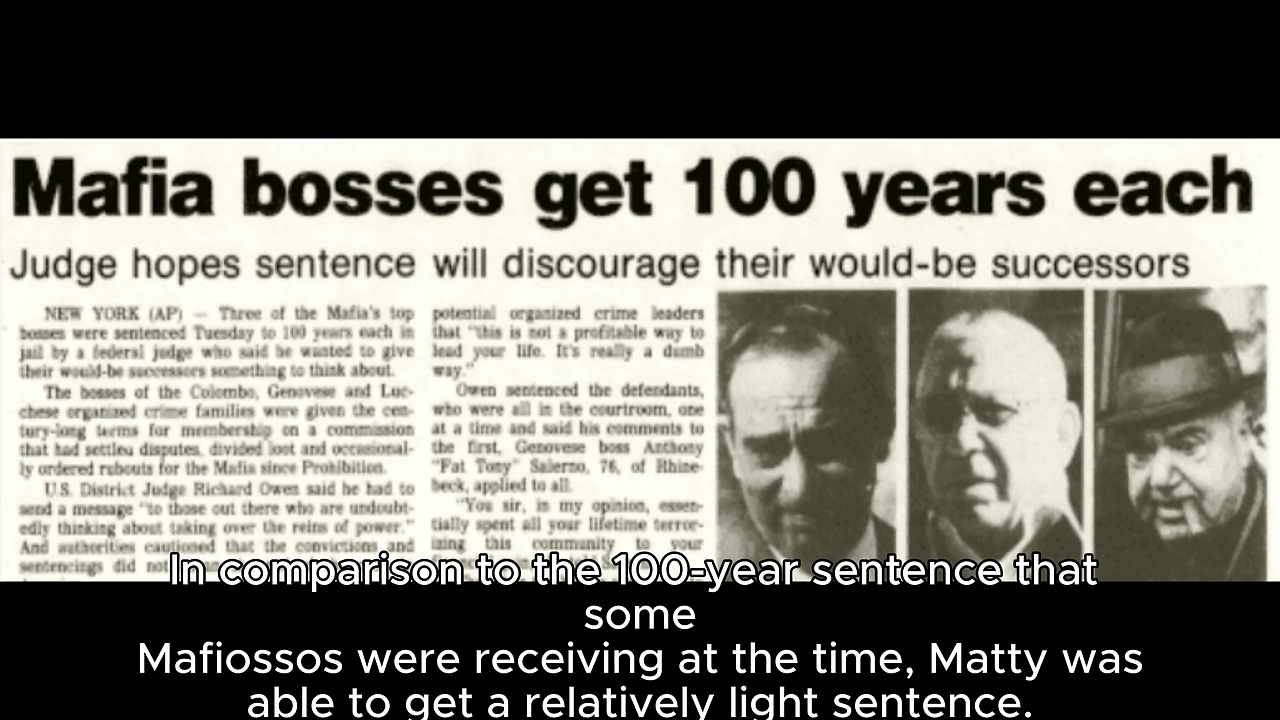 Mafia bosses get 100 years each
Judge hopes sentence will discourage their would-be successors
NEW YORK (AP) — Three of the Mafia's top
bosses were sentenced Tuesday to 100 years each in
jail by a federal judge who said he wanted to give
their would-be successors something to think about.
The bosses of the Colombo, Genovese and Luc-
chese organized crime families were given the cen-
tury-long terms for membership on a commission
that had settled disputes, divided loot and occasional-
ly ordered rubouts for the Mafia since Prohibition.
U.S. District Judge Richard Owen said he had to
send a message "to those out there who are undoubt-
edly thinking about taking over the reins of power."
And authorities cautioned that the convictions and
sentencings did not
potential organized crime leaders
that "this is not a profitable way to
lead your life. It's really a dumb
way."
Owen sentenced the defendants,
who were all in the courtroom, one
at a time and said his comments to
the first, Genovese boss Anthony
"Fat Tony" Salerno, 76, of Rhine-
beck, applied to all.
"You sir, in my opinion, essen-
tially spent all your lifetime terror-
izing this community to your
In comparison to the 100-year sentence that
some
Mafiossos were receiving at the time, Matty was
able to get a relatively light sentence.